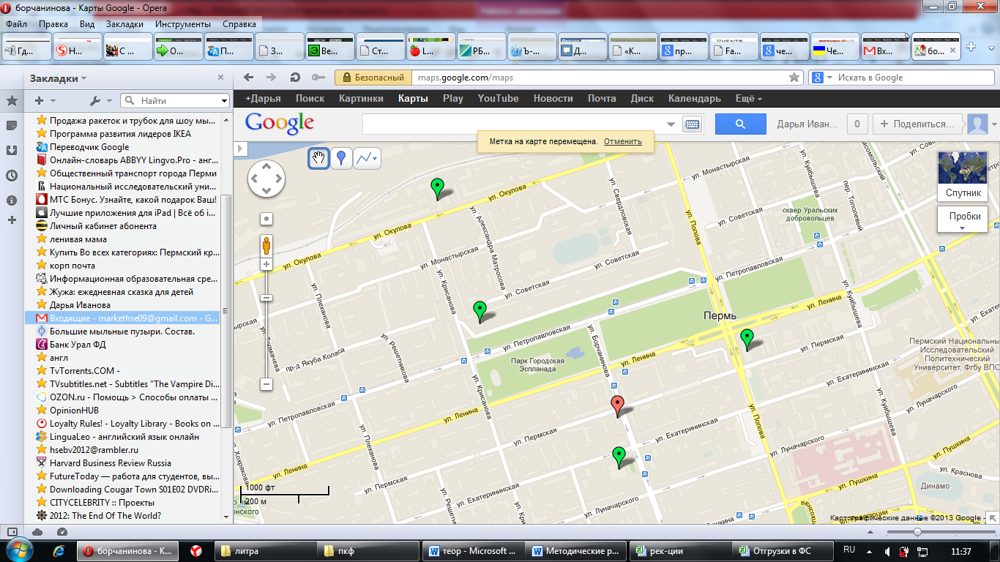 борчанинова - Карты Google - Opera
Файл Правка Вид Закладки Инструменты Справка
Гд... Н... С ... О... П... З... Ве... Ст... L... РБ... Ъ-... Д... «К... пр... Fa... че... Че... Вх... бо...
Закладки
Безопасный maps.google.com/maps Искать в Google
Найти
+Дарья Поиск Картинки Карты Play YouTube Новости Почта Диск Календарь Ещё
Google Дарья Иван... 0 + Поделиться...
Метка на карте перемещена. Отменить
Продажа ракеток и трубок для шоу мы...
Программа развития лидеров IKEA
Переводчик Google
Онлайн-словарь ABBYY Lingvo.Pro - анг...
Общественный транспорт города Перми
Национальный исследовательский уни...
МТС Бонус. Узнайте, какой подарок Ваш!
Лучшие приложения для iPad | Всё об i...
Личный кабинет абонента
ленивая мама
Купить Во всех категориях: Пермский кр...
корп почта
Информационная образовательная сре...
Жужа: ежедневная сказка для детей
Дарья Иванова
Входящие - markethse09@gmail.com - G...
Большие мыльные пузыри. Состав.
Банк Урал ФД
англ
TvTorrents.COM -
TVsubtitles.net - Subtitles "The Vampire Di...
OZON.ru - Помощь > Способы оплаты ...
OpinionHUB
Loyalty Rules! - Loyalty Library - Books on ...
LinguaLeo - английский язык онлайн
hsebv2012@rambler.ru
Harvard Business Review Russia
FutureToday — работа для студентов, вы...
Downloading Cougar Town S01E02 DVDRi...
CITYCELEBRITY :: Проекты
2012: The End Of The World?
Спутник
Пробки
ул. Окулова
ул. Окулова
ул. Окулова
ул. Монастырская
ул. Монастырская
ул. Александра Матросова
ул. Свердловская
ул. Куйбышева
пер. Тополевый
сквер Уральских
добровольцев
ул. Советская
ул. Советская
ул. Советская
ул. Попова
ул. Крисанова
ул. Плеханова
ул. Петропавловская
ул. Петропавловская
ул. Ленина
ул. Куйбышева
Пермь
ул. Борчанинова
ул. Решетникова
ул. Толмачева
пр-д Якуба Коласа
Парк Городская
Эспланада
ул. Ленина
ул. Пермская
Пермский Национальны
Исследовательский
Политехнический
Университет, Фгбу ВПО
ул. Екатерининская
ул. Крисанова
ул. Петропавловская
ул. Ленина
ул. Пермская
ул. Екатерининская
ул. Попова
ул. Луначарского
ул. Луначарского
ул. Куйбышева
ул. Плеханова
ул. Ленина
ул. Пермская
ул. Луначарского
ул. Пушкина
ул. Пушкина
ул. Краснова
Динамо
1000 фт
200 м
Картографические данные ©2013 Google -
борчанинова - К... литра пкф теор - Microsoft ... Методические р... рек-ции Отгрузки в ФС RU 11:37